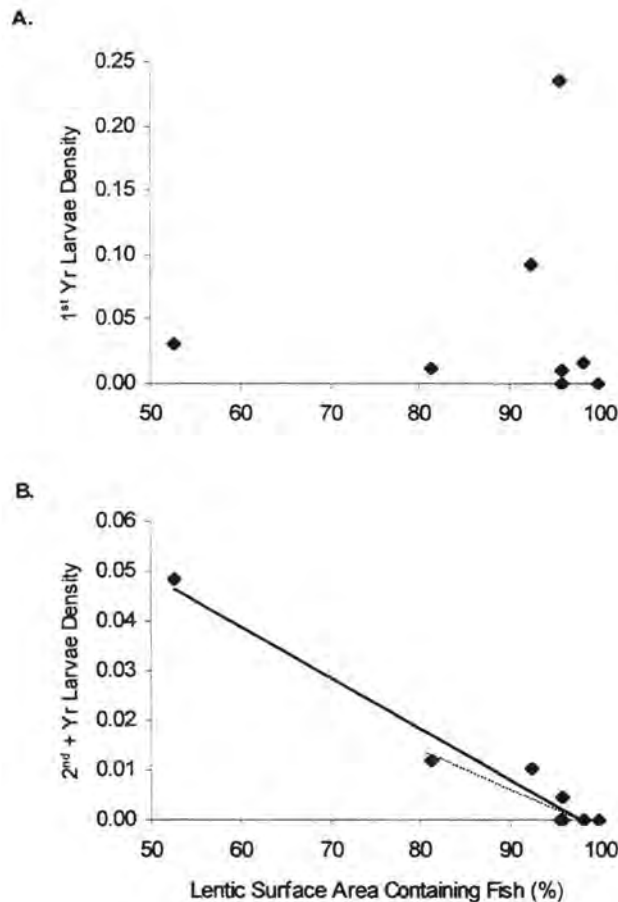 A.
1st Yr Larvae Density
0.25
0.20
0.15
0.10
0.05
0.00
50 60 70 80 90 100
B.
2nd + Yr Larvae Density
0.06
0.05
0.04
0.03
0.02
0.01
0.00
50 60 70 80 90 100
Lentic Surface Area Containing Fish (%)